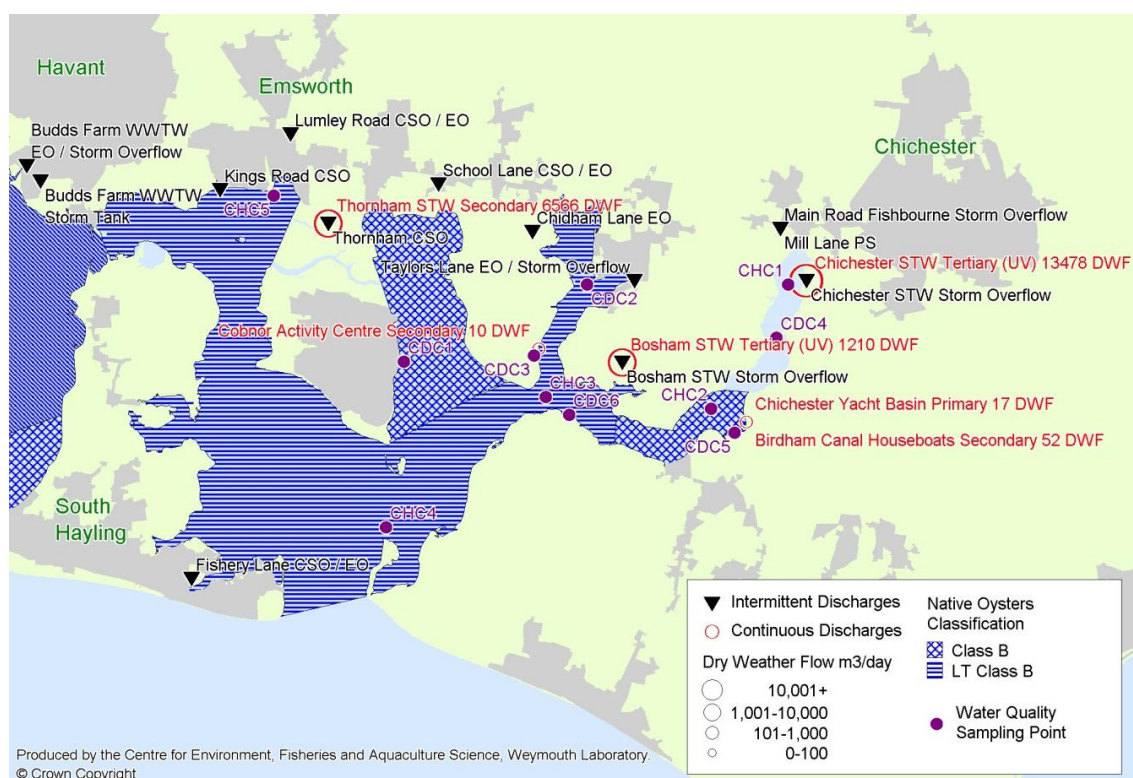 Havant
Emsworth
Lumley Road CSO / EO
Budds Farm WWTW
EO / Storm Overflow
School Lane CSO / EO
Chichester
Kings Road CSO
Budds Farm WWTW
Storm Tank
CHC5
Thornham STW Secondary 6566 DWF
Chidham Lane EO
Main Road Fishbourne Storm Overflow
Thornham CSO
Mill Lane PS
Taylors Lane EO / Storm Overflow
Chichester STW Tertiary (UV) 13478 DWF
CHC1
CDC2
Chichester STW Storm Overflow
Cobnor Activity Centre Secondary 10 DWF
CDC4
Bosham STW Tertiary (UV) 1210 DWF
CDC1
CDC3
Bosham STW Storm Overflow
CHC3
CHC2
CDC6
Chichester Yacht Basin Primary 17 DWF
CDC5
Birdham Canal Houseboats Secondary 52 DWF
South
Hayling
CHC4
Fishery Lane CSO / EO
Intermittent Discharges
Continuous Discharges
Dry Weather Flow m3/day
10,001+
1,001-10,000
101-1,000
0-100
Native Oysters
Classification
Class B
LT Class B
Water Quality
Sampling Point
Produced by the Centre for Environment, Fisheries and Aquaculture Science, Weymouth Laboratory.
© Crown Copyright